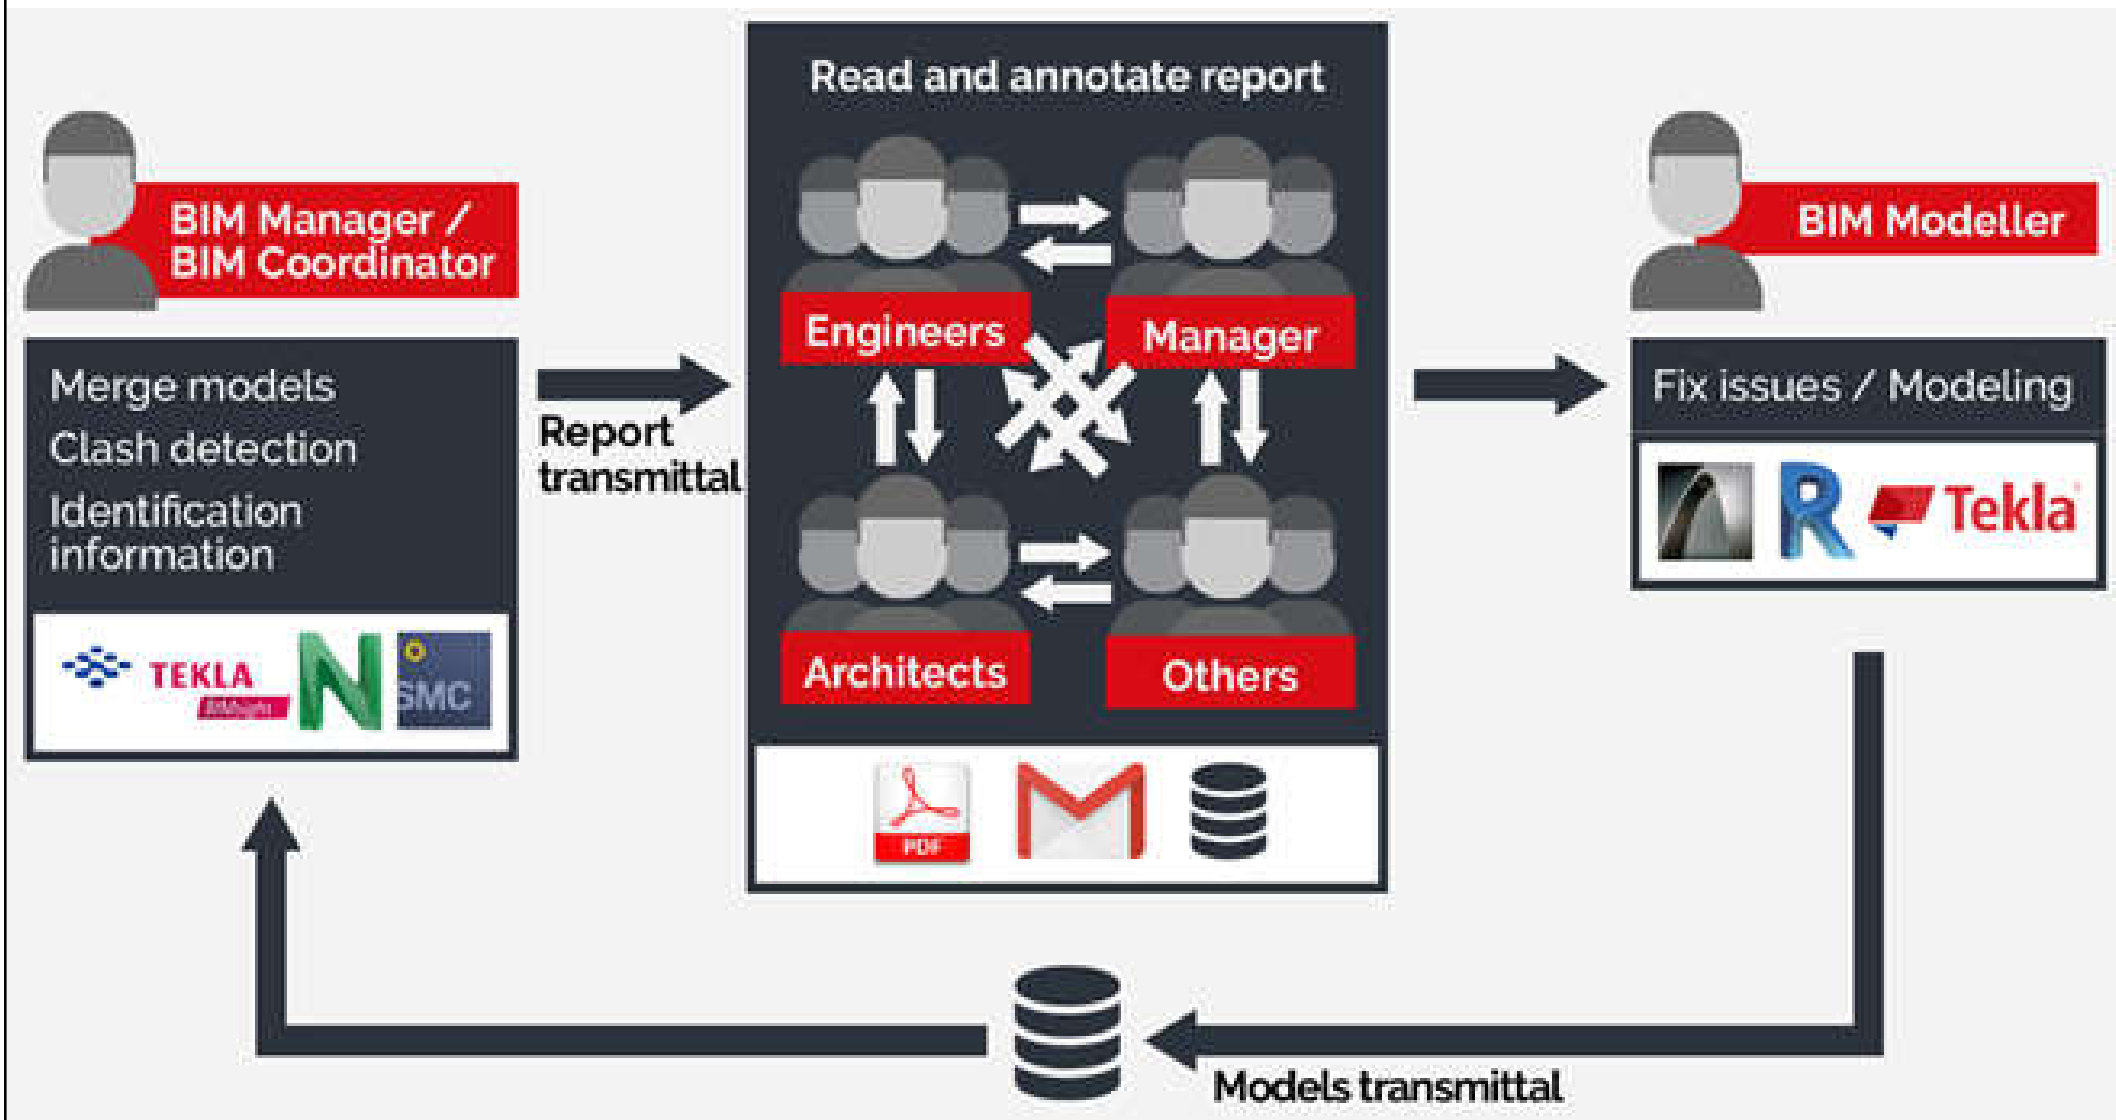 Read and annotate report
BIM Manager /
BIM Coordinator
BIM Modeller
Engineers
Manager
Merge models
Clash detection
Identification
information
Report
transmittal
Fix issues / Modeling
Tekla
TEKLA
BIMsight
N
SMC
Architects
Others
PDF
Models transmittal